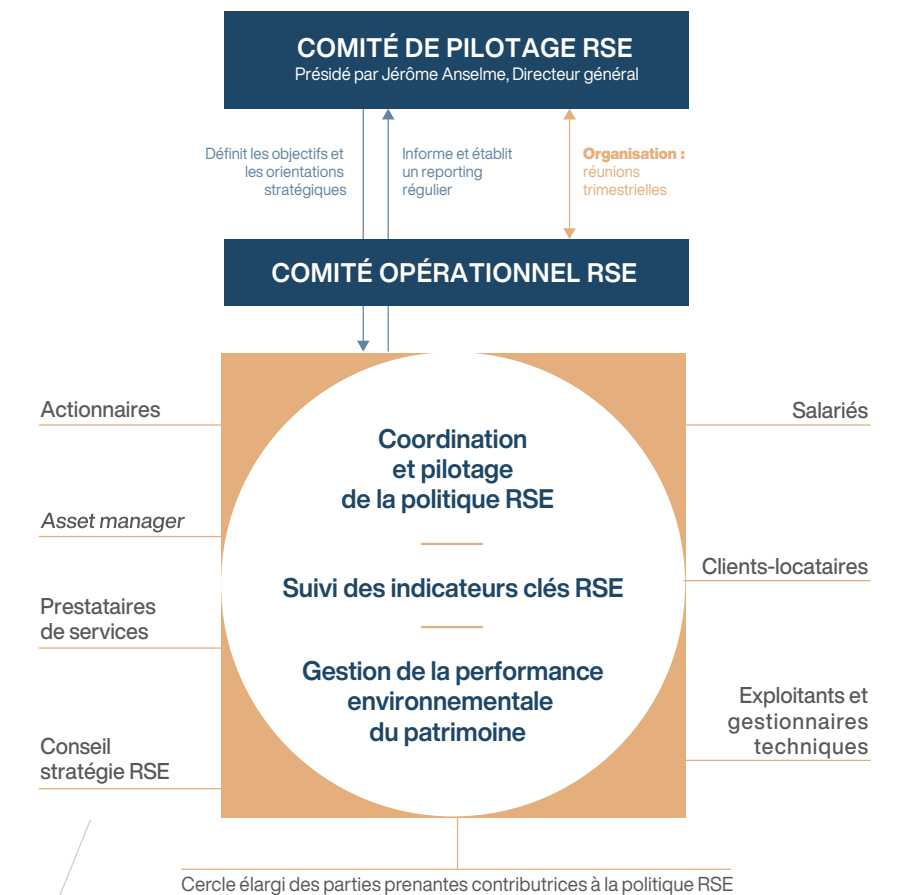 COMITÉ DE PILOTAGE RSE
Présidé par Jérôme Anselme, Directeur général
Définit les objectifs et
les orientations
stratégiques
Informe et établit
un reporting
régulier
Organisation :
réunions
trimestrielles
COMITÉ OPÉRATIONNEL RSE
Actionnaires
Asset manager
Prestataires
de services
Conseil
stratégie RSE
Coordination
et pilotage
de la politique RSE
Suivi des indicateurs clés RSE
Gestion de la performance
environnementale
du patrimoine
Salariés
Clients-locataires
Exploitants et
gestionnaires
techniques
Cercle élargi des parties prenantes contributrices à la politique RSE